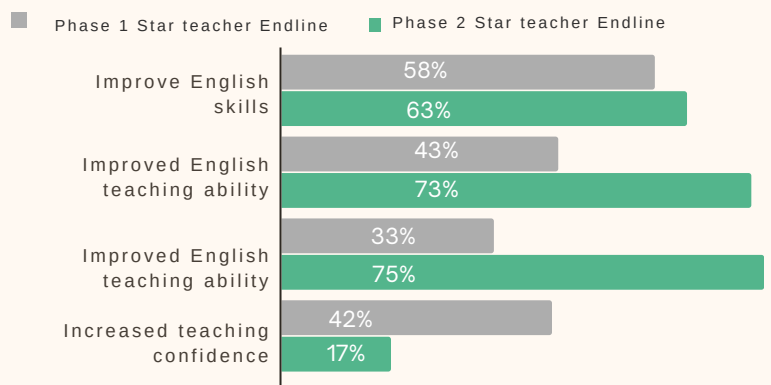 Phase 1 Star teacher Endline
Phase 2 Star teacher Endline
Improve English
skills
58%
63%
Improved English
teaching ability
43%
73%
Improved English
teaching ability
33%
75%
Increased teaching
confidence
42%
17%